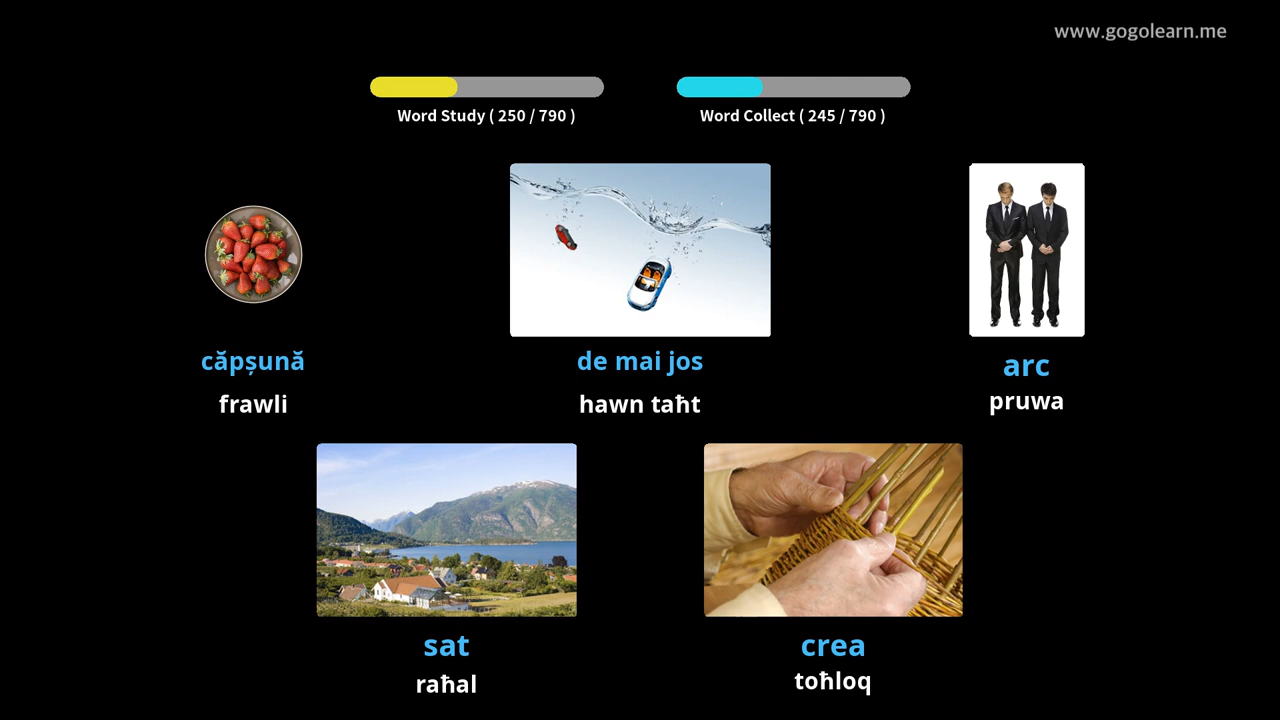 www.gogolearn.me
Word Study ( 250 / 790 )
Word Collect ( 245 / 790 )
căpșună
frawli
de mai jos
hawn taħt
arc
pruwa
sat
raħal
crea
toħloq